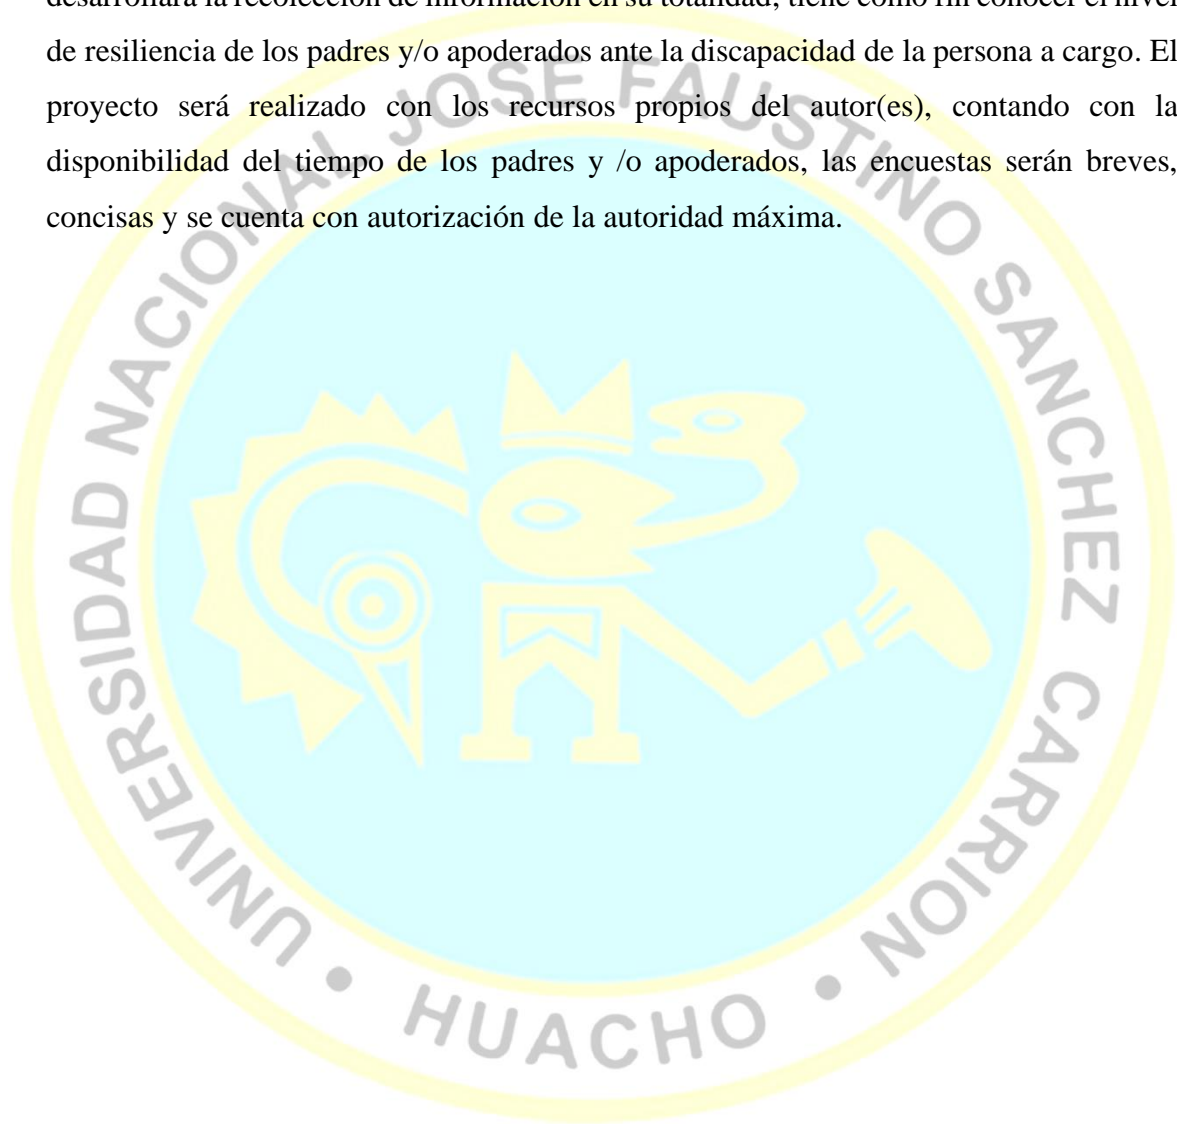 desarrollará la recolección de información en su totalidad, tiene como fin conocer el nivel
de resiliencia de los padres y/o apoderados ante la discapacidad de la persona a cargo. El
proyecto será realizado con los recursos propios del autor(es), contando con la
disponibilidad del tiempo de los padres y /o apoderados, las encuestas serán breves,
concisas y se cuenta con autorización de la autoridad máxima.
UNIVERSIDAD NACIONAL JOSE FAUSTINO SANCHEZ CARRION • HUACHO •